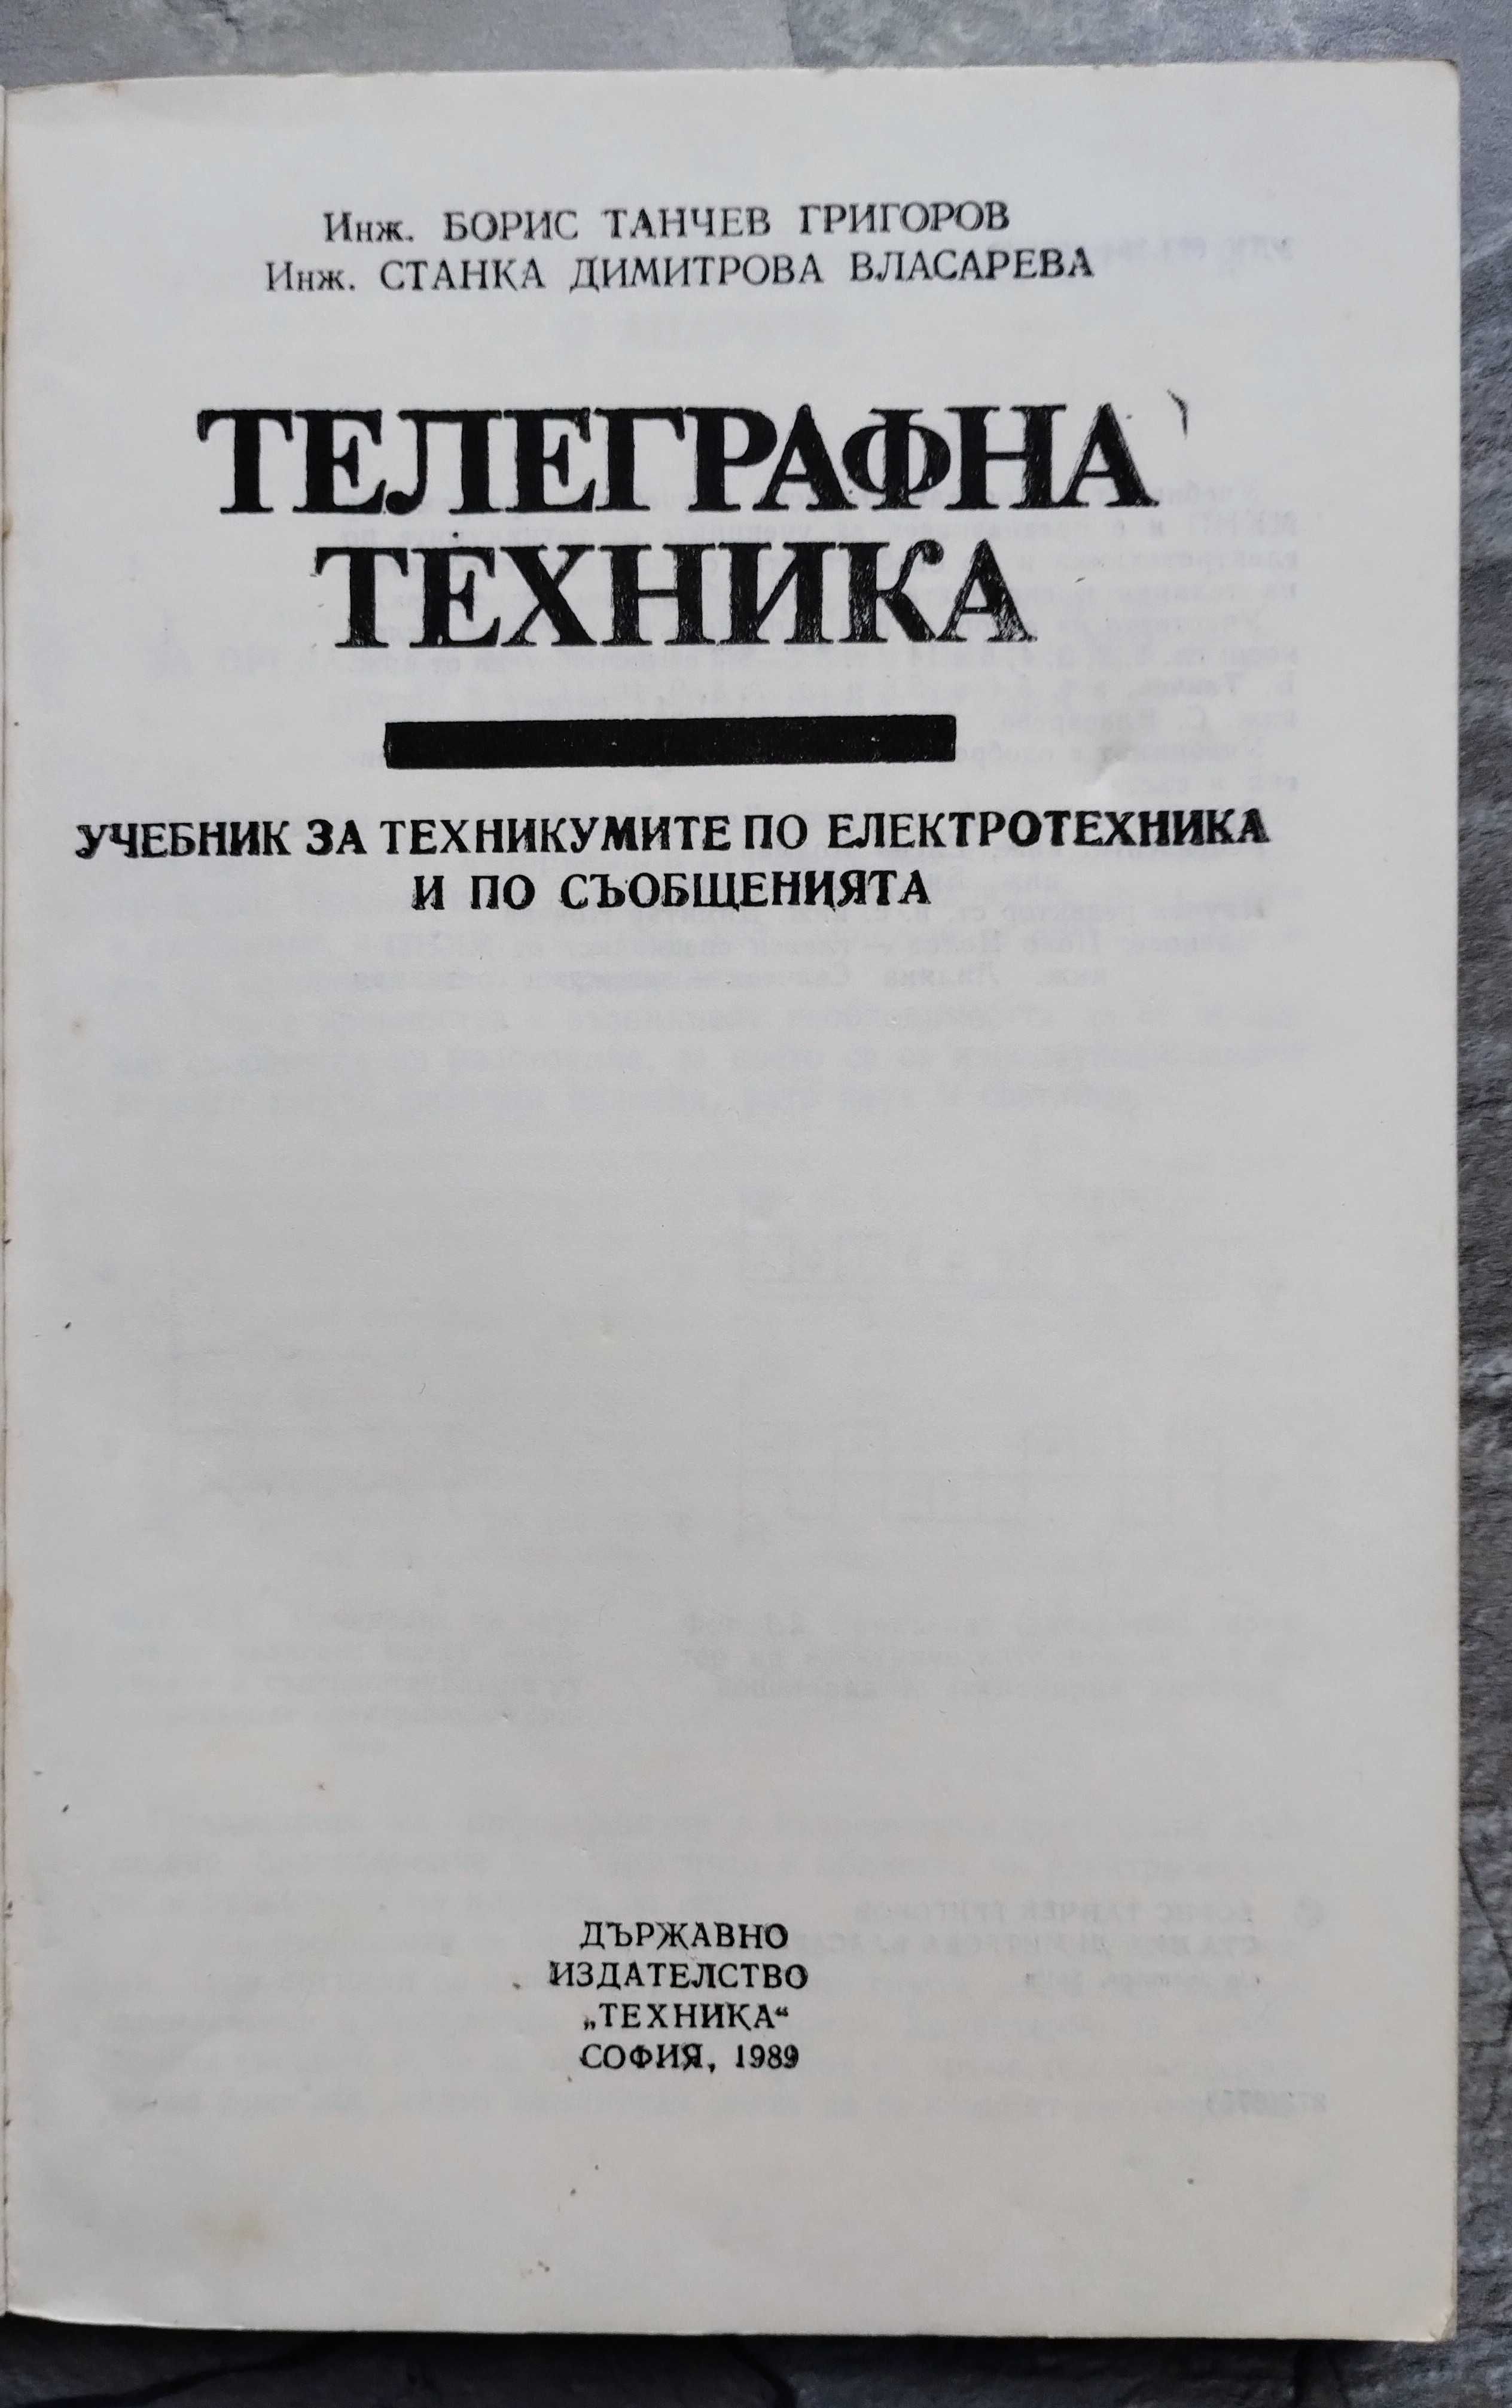 Инж. БОРИС ТАНЧЕВ ГРИГОРОВ
Инж. СТАНКА ДИМИТРОВА ВЛАСАРЕВА
ТЕЛЕГРАФНА
ТЕХНИКА
УЧЕБНИК ЗА ТЕХНИКУМИТЕ ПО ЕЛЕКТРОТЕХНИКА
И ПО СЪОБЩЕНИЯТА
ДЪРЖАВНО
ИЗДАТЕЛСТВО
„ТЕХНИКА“
СОФИЯ, 1989